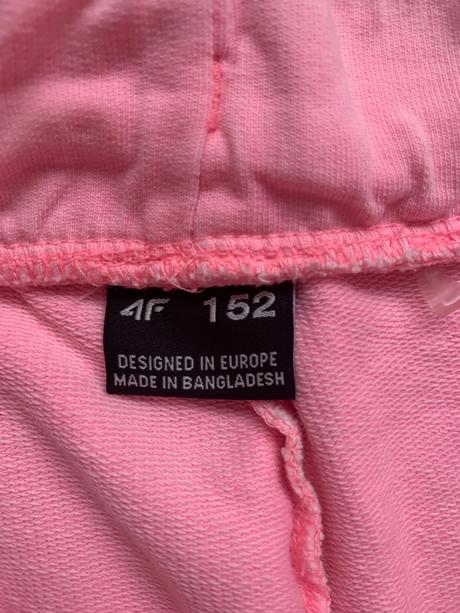 4F 152
DESIGNED IN EUROPE
MADE IN BANGLADESH